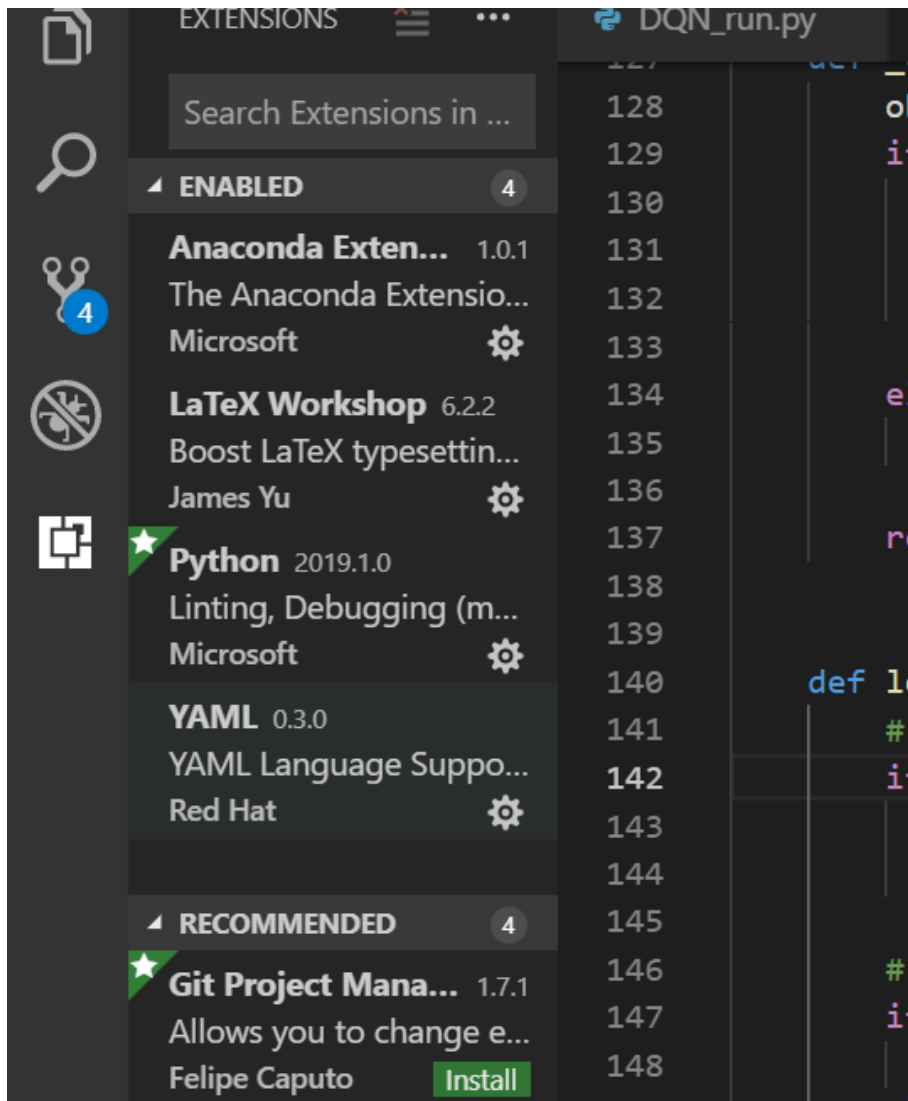 EXTENSIONS
Search Extensions in ...
ENABLED 4
Anaconda Exten... 1.0.1
The Anaconda Extensio...
Microsoft
4
LaTeX Workshop 6.2.2
Boost LaTeX typesettin...
James Yu
Python 2019.1.0
Linting, Debugging (m...
Microsoft
YAML 0.3.0
YAML Language Suppo...
Red Hat
RECOMMENDED 4
Git Project Mana... 1.7.1
Allows you to change e...
Felipe Caputo Install
DQN_run.py
127 def
128
129
130
131
132
133
134
135
136
137
138
139
140 def
141 #
142
143
144
145
146 #
147
148